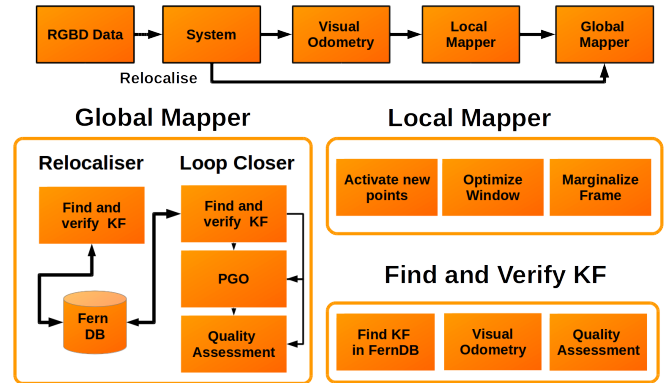 RGBD Data
System
Visual
Odometry
Local
Mapper
Global
Mapper
Relocalise
Global Mapper
Relocaliser
Loop Closer
Find and
verify KF
Find and
verify KF
PGO
Fern
DB
Quality
Assessment
Local Mapper
Activate new
points
Optimize
Window
Marginalize
Frame
Find and Verify KF
Find KF
in FernDB
Visual
Odometry
Quality
Assessment